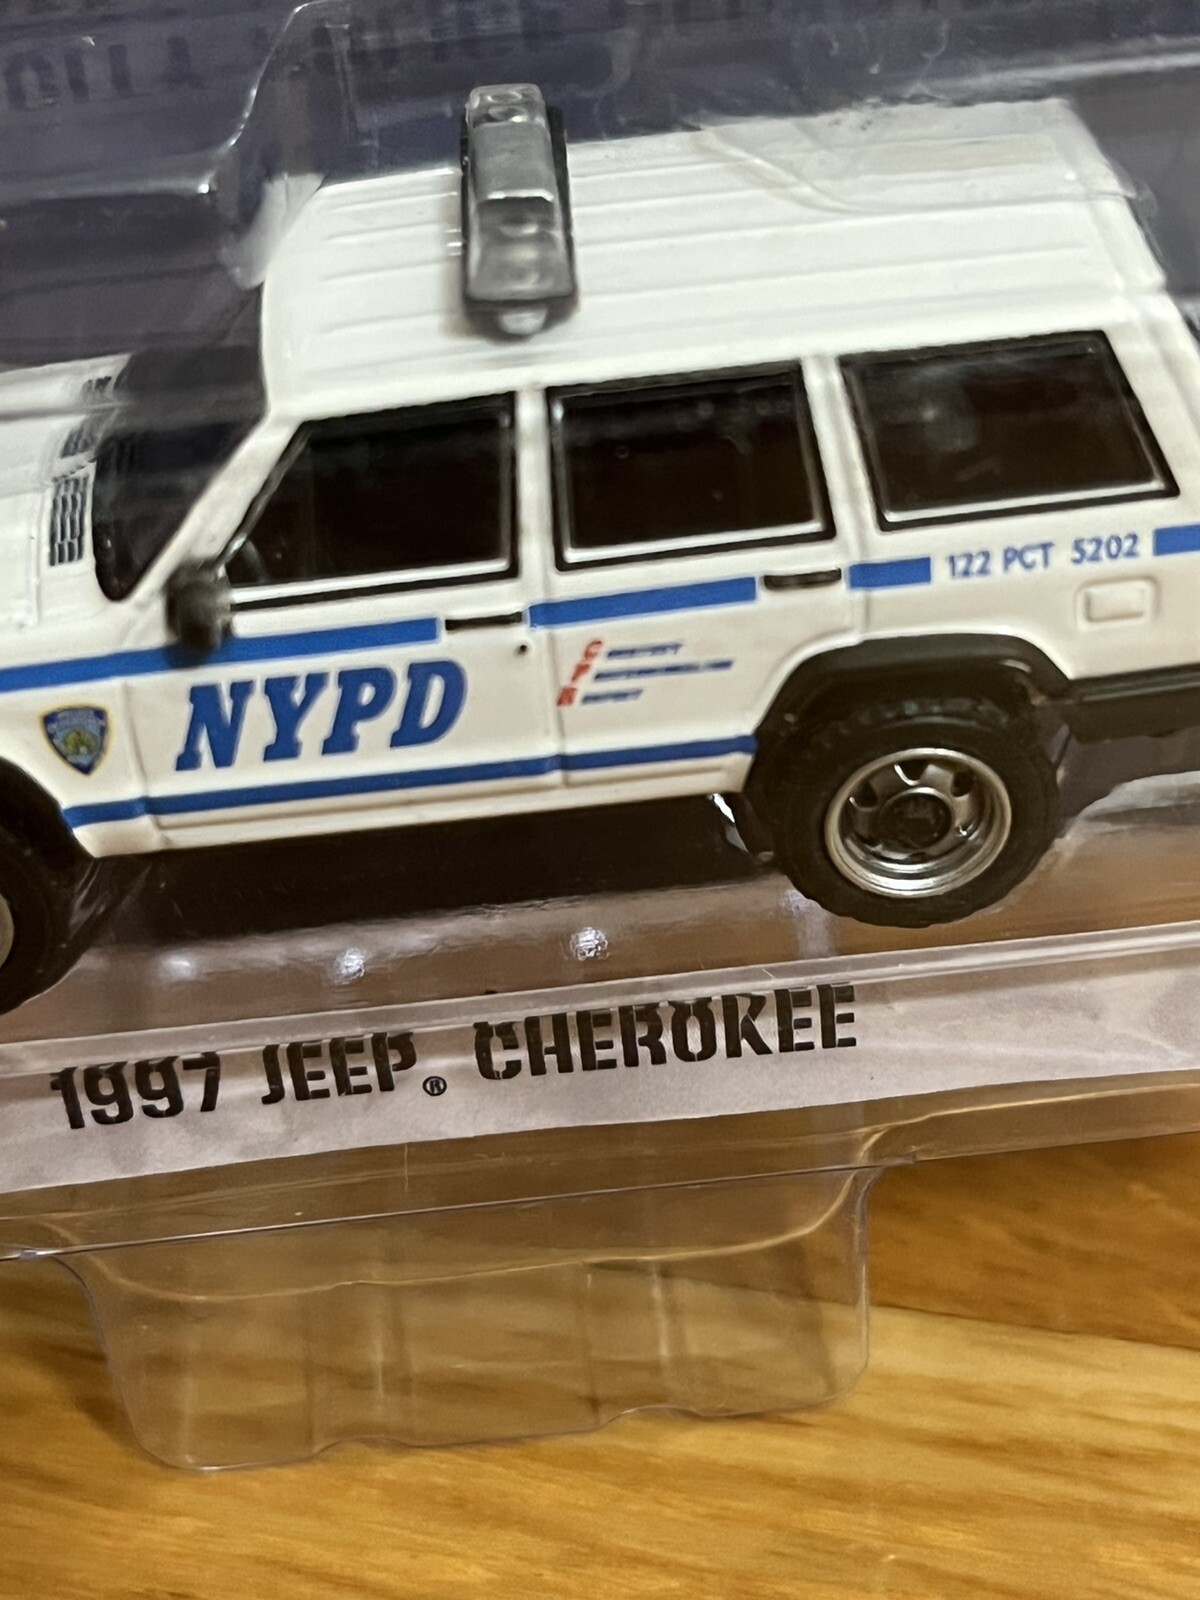 122 PCT 5202
NYPD
C
P
R
1997 JEEP® CHEROKEE